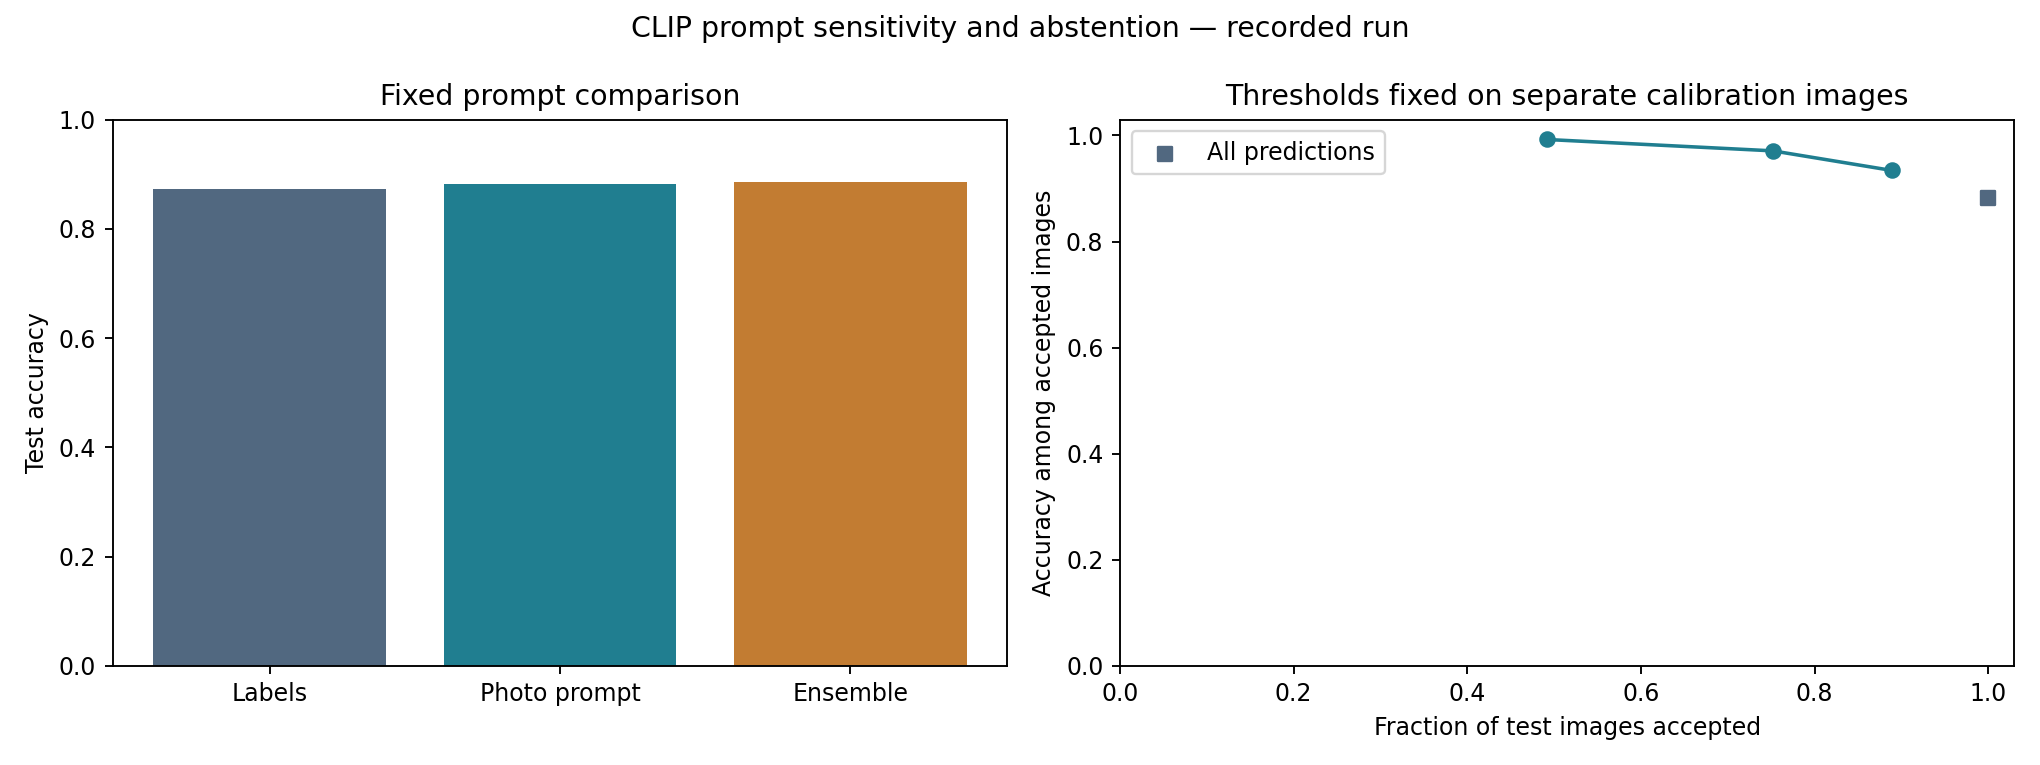 CLIP prompt sensitivity and abstention — recorded run
Fixed prompt comparison
Test accuracy
1.0
0.8
0.6
0.4
0.2
0.0
Labels
Photo prompt
Ensemble
Thresholds fixed on separate calibration images
All predictions
Accuracy among accepted images
1.0
0.8
0.6
0.4
0.2
0.0
0.0
0.2
0.4
0.6
0.8
1.0
Fraction of test images accepted